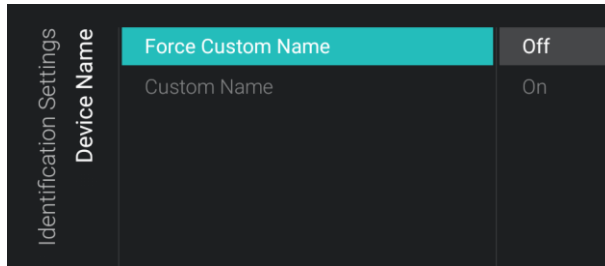 Identification Settings
Device Name
Force Custom Name
Custom Name
Off
On